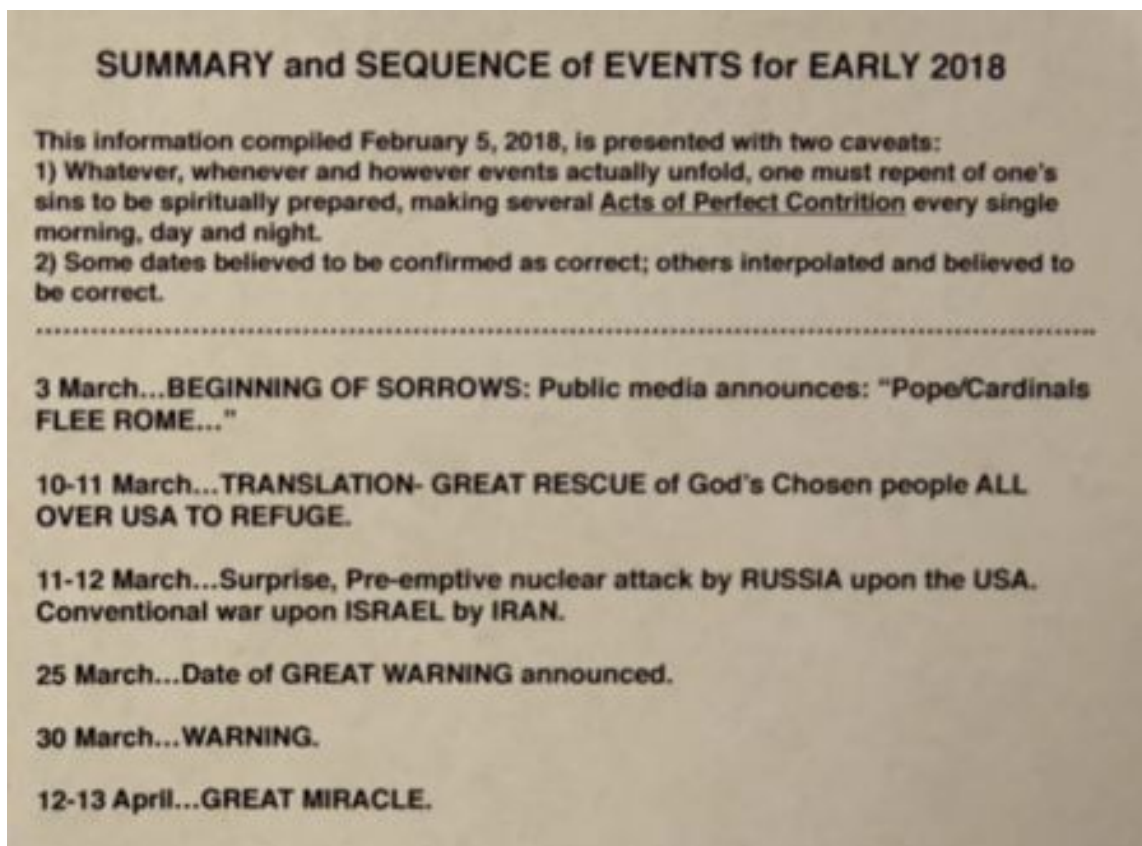 SUMMARY and SEQUENCE of EVENTS for EARLY 2018
This information compiled February 5, 2018, is presented with two caveats:
1) Whatever, whenever and however events actually unfold, one must repent of one's
sins to be spiritually prepared, making several Acts of Perfect Contrition every single
morning, day and night.
2) Some dates believed to be confirmed as correct; others interpolated and believed to
be correct.
3 March...BEGINNING OF SORROWS: Public media announces: "Pope/Cardinals
FLEE ROME..."
10-11 March...TRANSLATION- GREAT RESCUE of God's Chosen people ALL
OVER USA TO REFUGE.
11-12 March...Surprise, Pre-emptive nuclear attack by RUSSIA upon the USA.
Conventional war upon ISRAEL by IRAN.
25 March...Date of GREAT WARNING announced.
30 March...WARNING.
12-13 April...GREAT MIRACLE.